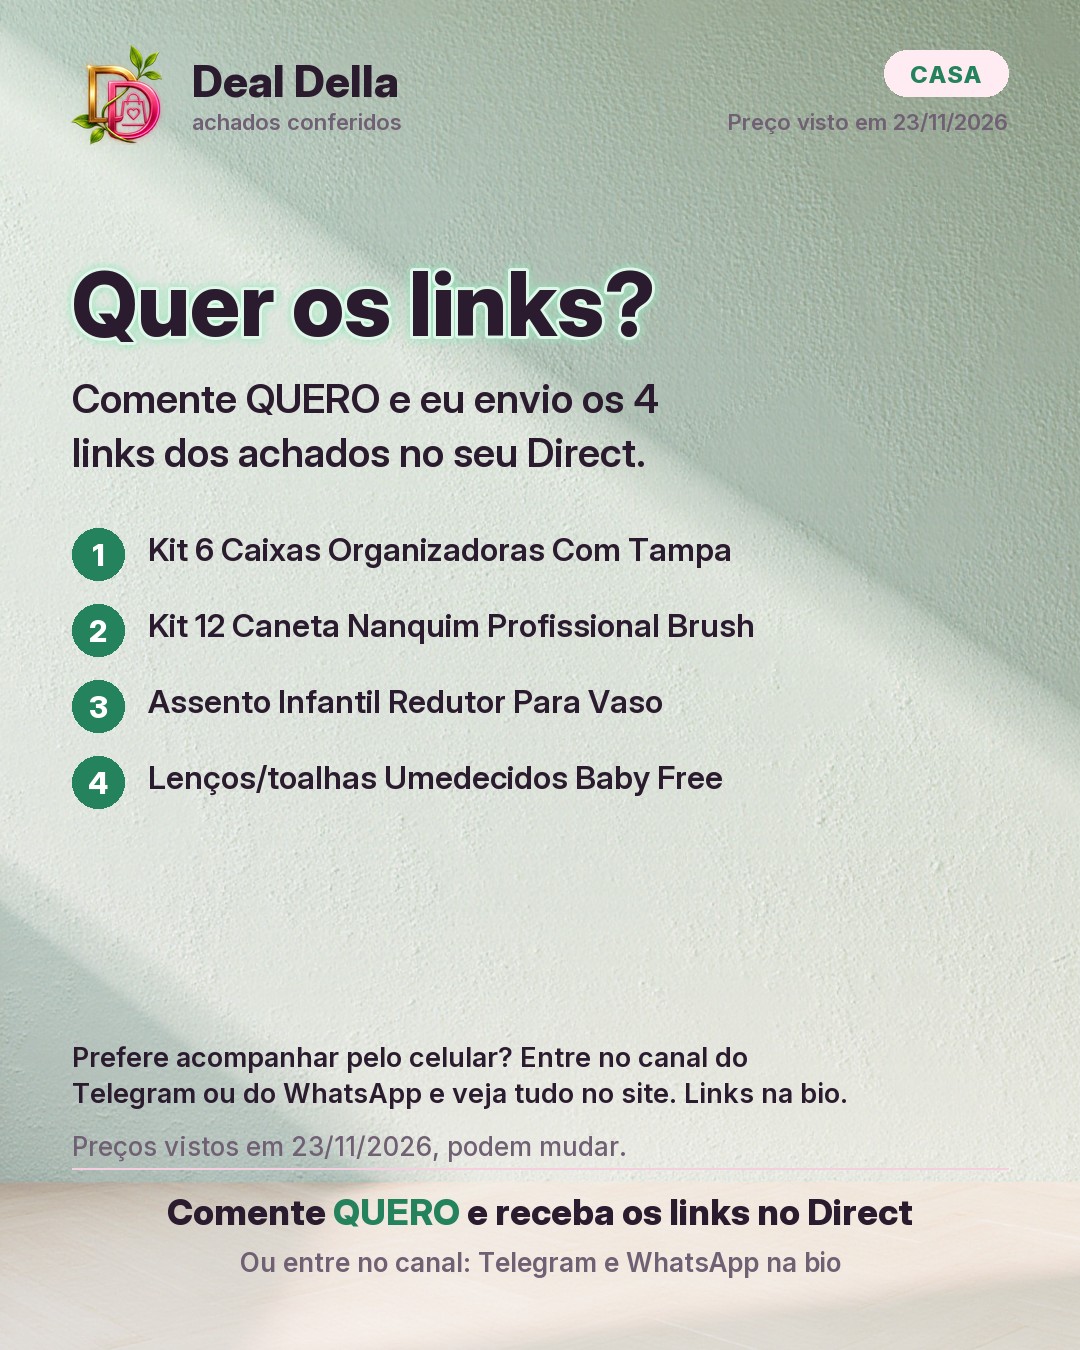 Deal Della
achados conferidos
CASA
Preço visto em 23/11/2026
Quer os links?
Comente QUERO e eu envio os 4
links dos achados no seu Direct.
1 Kit 6 Caixas Organizadoras Com Tampa
2 Kit 12 Caneta Nanquim Profissional Brush
3 Assento Infantil Redutor Para Vaso
4 Lenços/toalhas Umedecidos Baby Free
Prefere acompanhar pelo celular? Entre no canal do
Telegram ou do WhatsApp e veja tudo no site. Links na bio.
Preços vistos em 23/11/2026, podem mudar.
Comente QUERO e receba os links no Direct
Ou entre no canal: Telegram e WhatsApp na bio